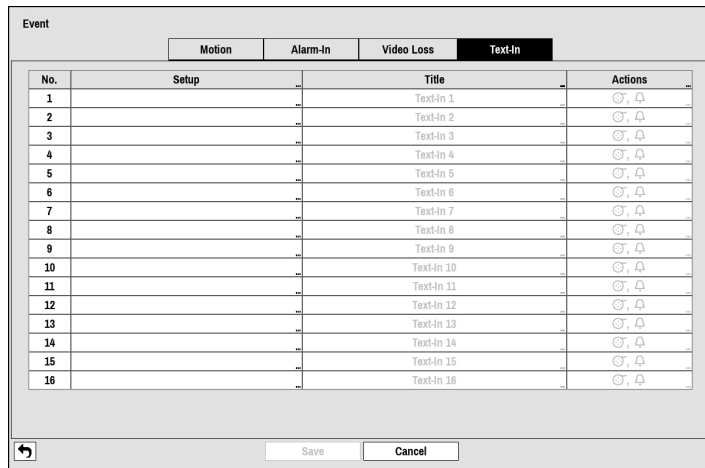 Event
Motion Alarm-In Video Loss Text-In
No. Setup ... Title ... Actions ...
1 ... Text-In 1 ... , ...
2 ... Text-In 2 ... , ...
3 ... Text-In 3 ... , ...
4 ... Text-In 4 ... , ...
5 ... Text-In 5 ... , ...
6 ... Text-In 6 ... , ...
7 ... Text-In 7 ... , ...
8 ... Text-In 8 ... , ...
9 ... Text-In 9 ... , ...
10 ... Text-In 10 ... , ...
11 ... Text-In 11 ... , ...
12 ... Text-In 12 ... , ...
13 ... Text-In 13 ... , ...
14 ... Text-In 14 ... , ...
15 ... Text-In 15 ... , ...
16 ... Text-In 16 ... , ...
Save Cancel